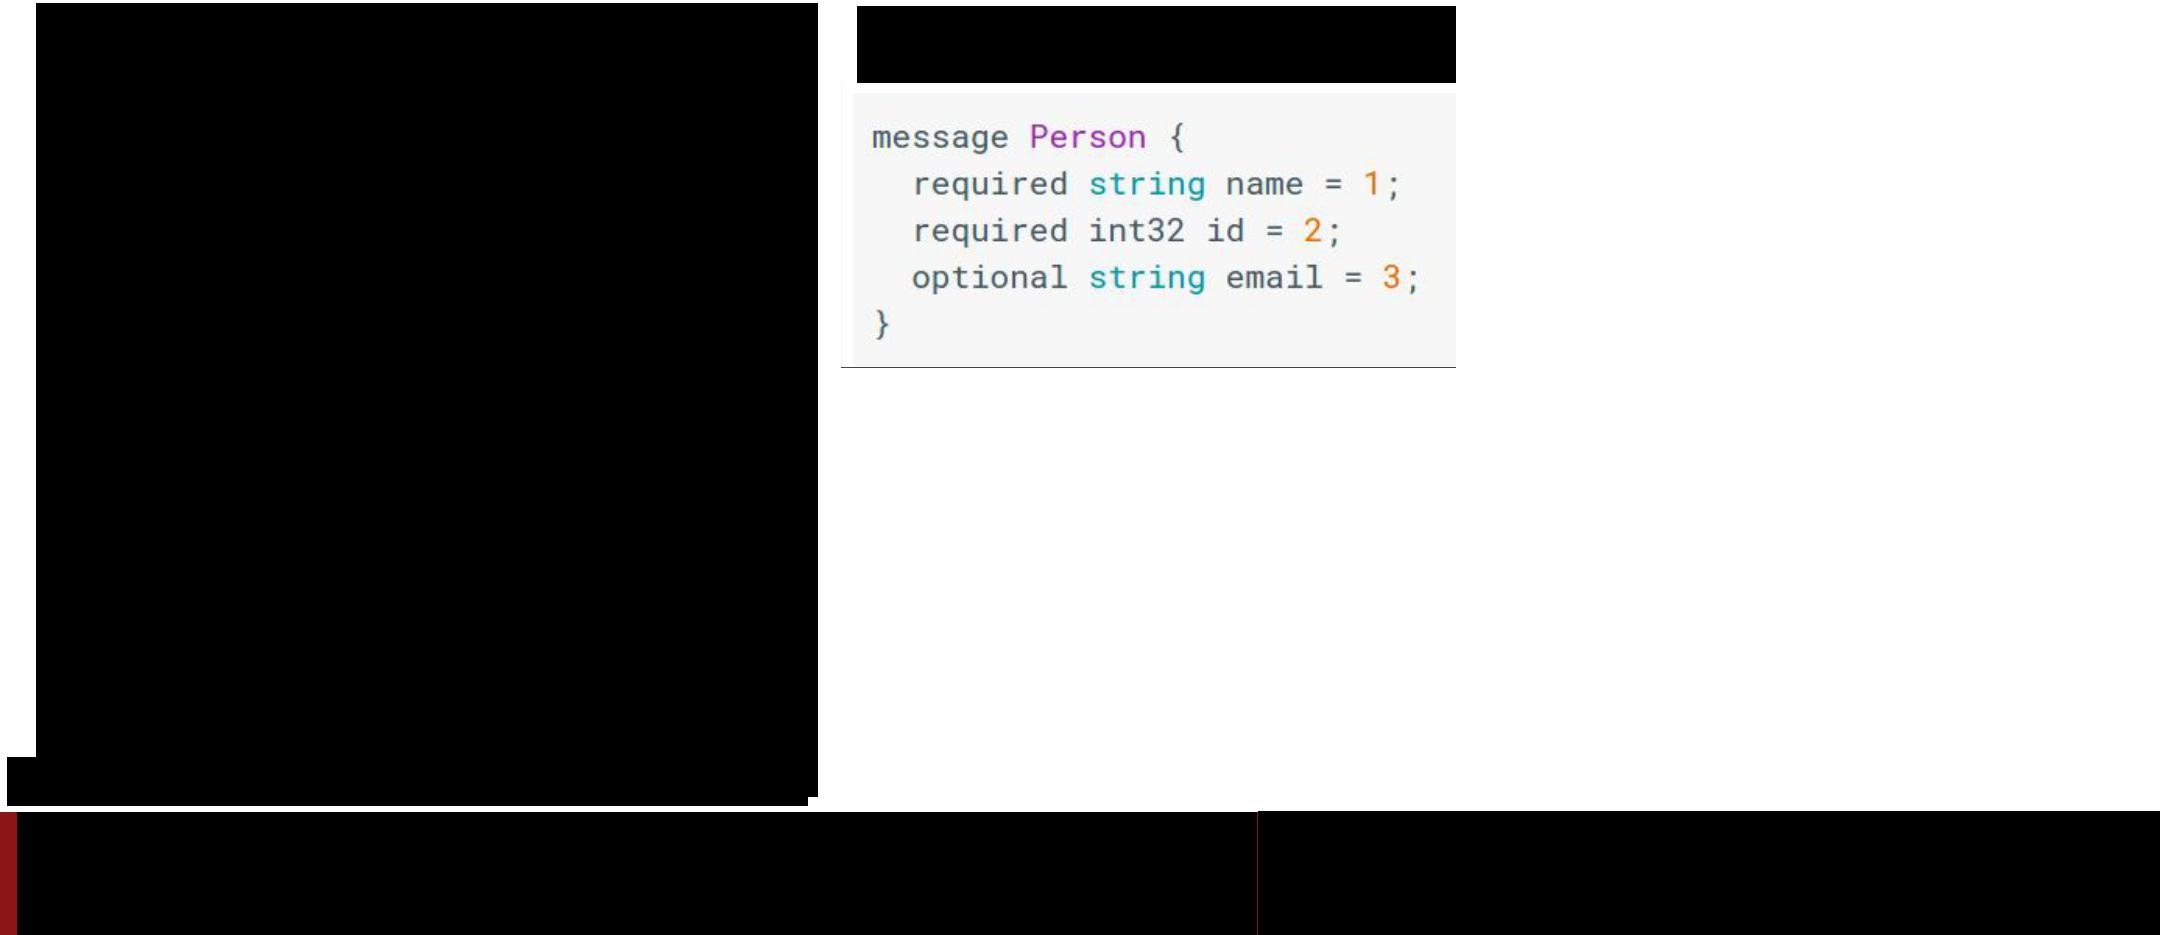 message Person {
  required string name = 1;
  required int32 id = 2;
  optional string email = 3;
}